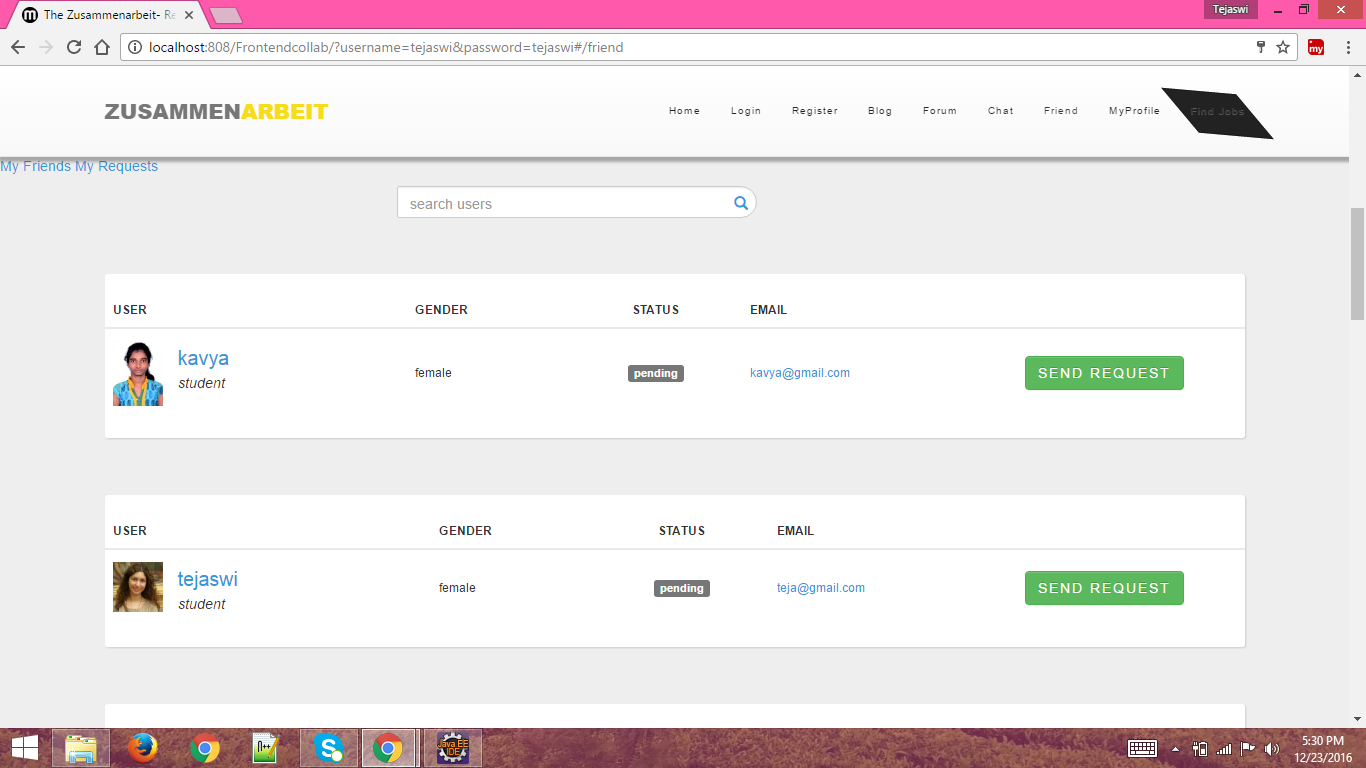 The Zusammenarbeit- Re
Tejaswi
localhost:808/Frontendcollab/?username=tejaswi&password=tejaswi#/friend
my
ZUSAMMENARBEIT
Home Login Register Blog Forum Chat Friend MyProfile Find Jobs
My Friends My Requests
search users
USER GENDER STATUS EMAIL
kavya
student
female pending kavya@gmail.com SEND REQUEST
USER GENDER STATUS EMAIL
tejaswi
student
female pending teja@gmail.com SEND REQUEST
Java EE
IDE
5:30 PM
12/23/2016